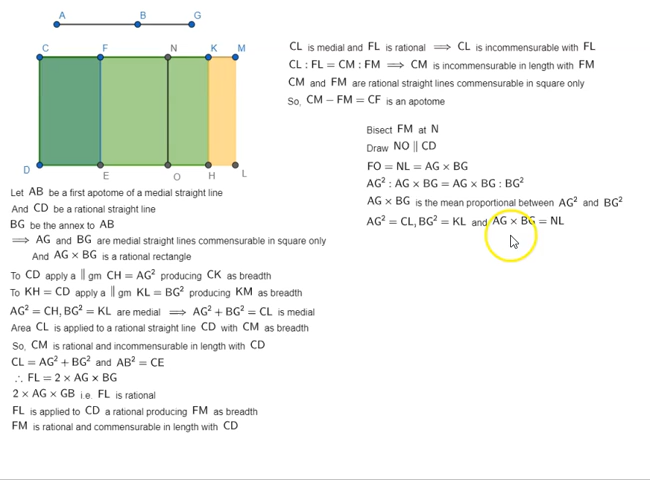 A B G
C F N K M
D E O H L
Let AB be a first apotome of a medial straight line
And CD be a rational straight line
BG be the annex to AB
⟹ AG and BG are medial straight lines commensurable in square only
And AG × BG is a rational rectangle
To CD apply a ∥ gm CH = AG² producing CK as breadth
To KH = CD apply a ∥ gm KL = BG² producing KM as breadth
AG² = CH, BG² = KL are medial ⟹ AG² + BG² = CL is medial
Area CL is applied to a rational straight line CD with CM as breadth
So, CM is rational and incommensurable in length with CD
CL = AG² + BG² and AB² = CE
∴ FL = 2 × AG × BG
2 × AG × GB i.e. FL is rational
FL is applied to CD a rational producing FM as breadth
FM is rational and commensurable in length with CD
CL is medial and FL is rational ⟹ CL is incommensurable with FL
CL : FL = CM : FM ⟹ CM is incommensurable in length with FM
CM and FM are rational straight lines commensurable in square only
So, CM − FM = CF is an apotome
Bisect FM at N
Draw NO ∥ CD
FO = NL = AG × BG
AG² : AG × BG = AG × BG : BG²
AG × BG is the mean proportional between AG² and BG²
AG² = CL, BG² = KL and AG × BG = NL